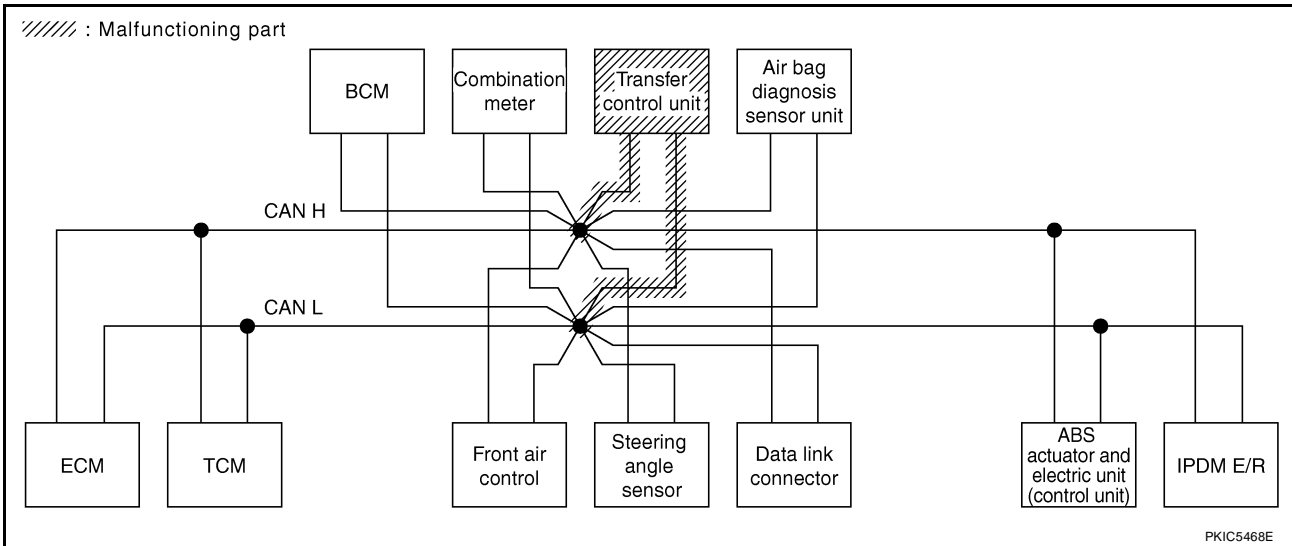 : Malfunctioning part
BCM
Combination
meter
Transfer
control unit
Air bag
diagnosis
sensor unit
CAN H
CAN L
ECM
TCM
Front air
control
Steering
angle
sensor
Data link
connector
ABS
actuator and
electric unit
(control unit)
IPDM E/R
PKIC5468E